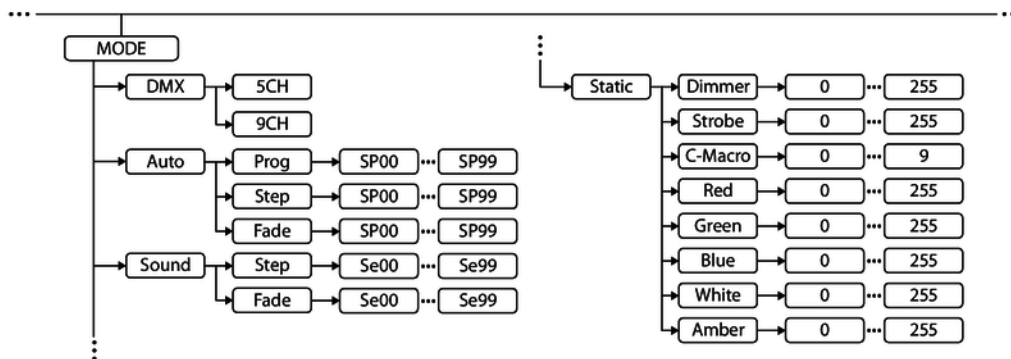 MODE
DMX 5CH
9CH
Auto Prog SP00 ... SP99
Step SP00 ... SP99
Fade SP00 ... SP99
Sound Step Se00 ... Se99
Fade Se00 ... Se99
Static Dimmer 0 ... 255
Strobe 0 ... 255
C-Macro 0 ... 9
Red 0 ... 255
Green 0 ... 255
Blue 0 ... 255
White 0 ... 255
Amber 0 ... 255